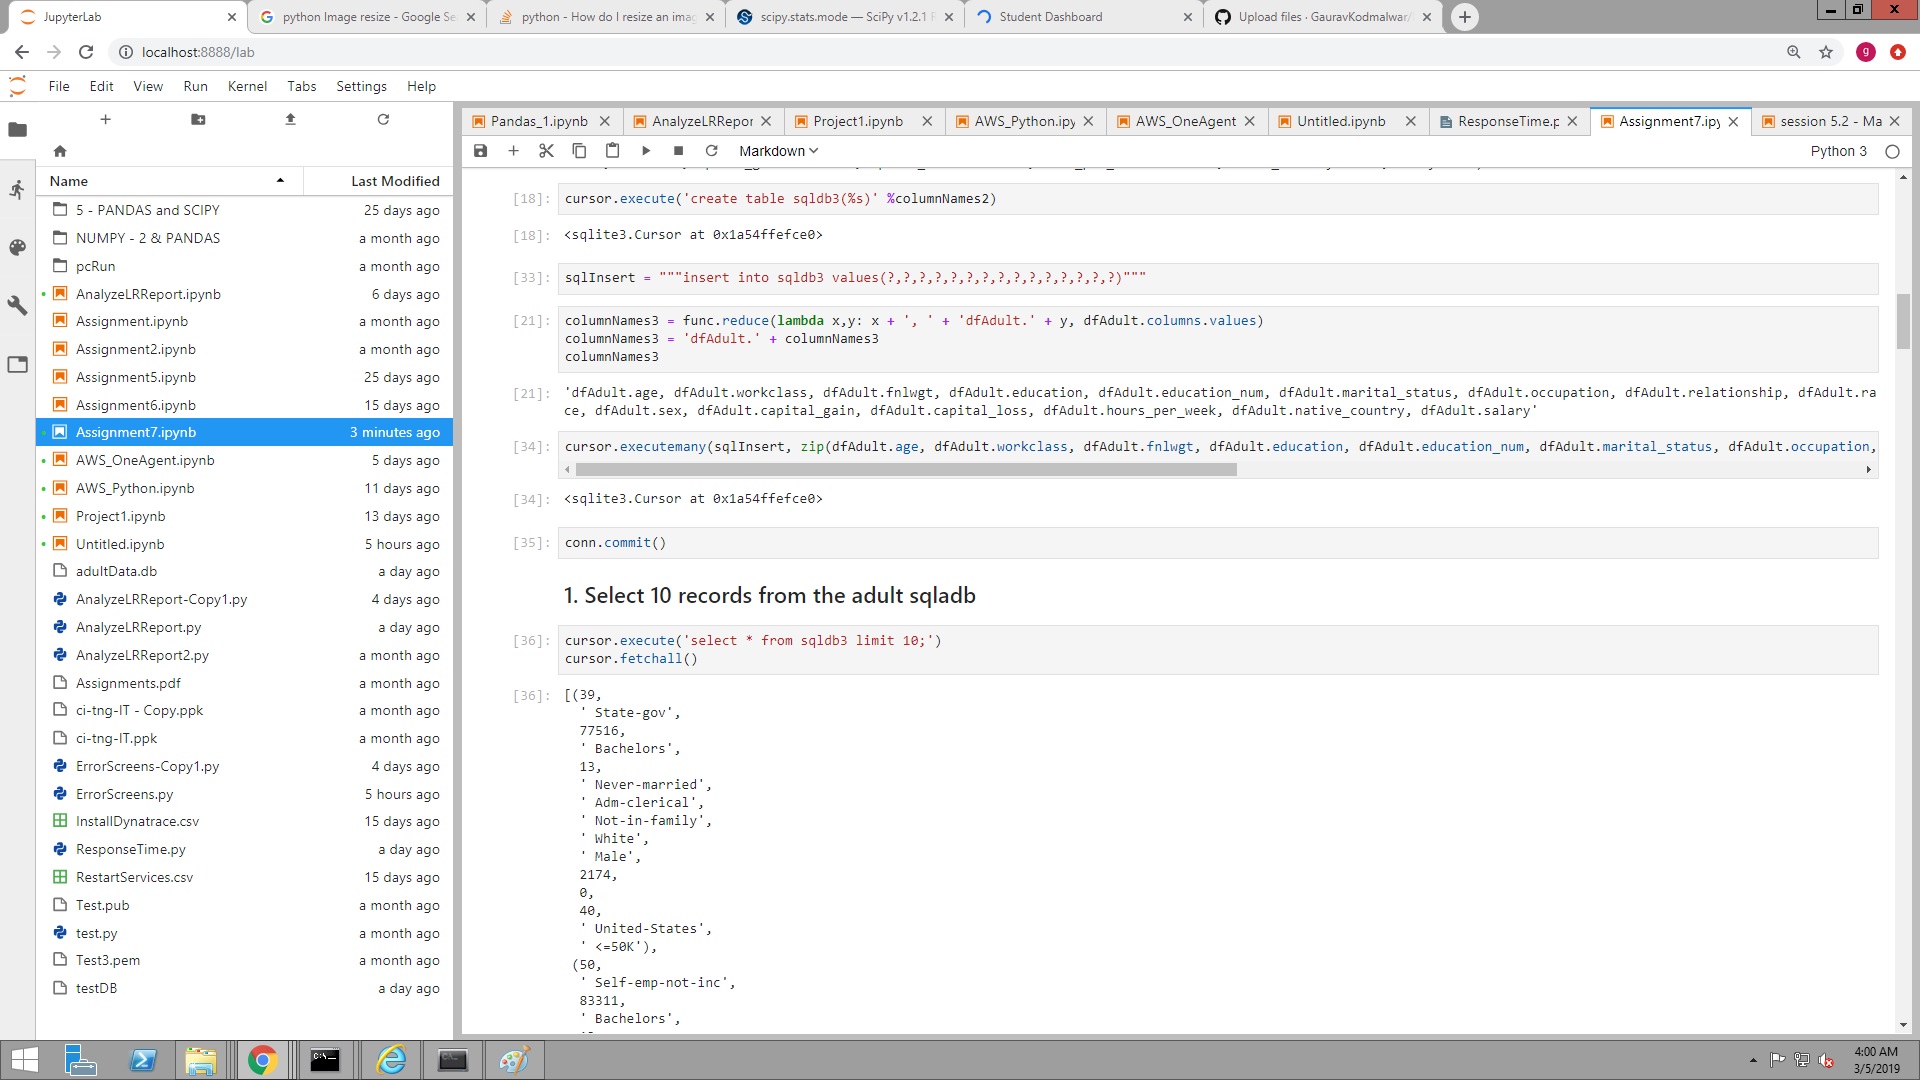 JupyterLab
python Image resize - Google Se
python - How do I resize an imag
scipy.stats.mode — SciPy v1.2.1 R
Student Dashboard
Upload files · GauravKodmalwar/
localhost:8888/lab
g
File Edit View Run Kernel Tabs Settings Help
Pandas_1.ipynb
AnalyzeLRRepor
Project1.ipynb
AWS_Python.ipy
AWS_OneAgent
Untitled.ipynb
ResponseTime.p
Assignment7.ipy
session 5.2 - Ma
Markdown
Python 3
Name Last Modified
5 - PANDAS and SCIPY 25 days ago
NUMPY - 2 & PANDAS a month ago
pcRun a month ago
AnalyzeLRReport.ipynb 6 days ago
Assignment.ipynb a month ago
Assignment2.ipynb a month ago
Assignment5.ipynb 25 days ago
Assignment6.ipynb 15 days ago
Assignment7.ipynb 3 minutes ago
AWS_OneAgent.ipynb 5 days ago
AWS_Python.ipynb 11 days ago
Project1.ipynb 13 days ago
Untitled.ipynb 5 hours ago
adultData.db a day ago
AnalyzeLRReport-Copy1.py 4 days ago
AnalyzeLRReport.py a day ago
AnalyzeLRReport2.py a month ago
Assignments.pdf a month ago
ci-tng-IT - Copy.ppk a month ago
ci-tng-IT.ppk a month ago
ErrorScreens-Copy1.py 4 days ago
ErrorScreens.py 5 hours ago
InstallDynatrace.csv 15 days ago
ResponseTime.py a day ago
RestartServices.csv 15 days ago
Test.pub a month ago
test.py a month ago
Test3.pem a month ago
testDB a day ago
[18]: cursor.execute('create table sqldb3(%s)' %columnNames2)
[18]: <sqlite3.Cursor at 0x1a54ffefce0>
[33]: sqlInsert = """insert into sqldb3 values(?,?,?,?,?,?,?,?,?,?,?,?,?,?,?)"""
[21]: columnNames3 = func.reduce(lambda x,y: x + ', ' + 'dfAdult.' + y, dfAdult.columns.values)
columnNames3 = 'dfAdult.' + columnNames3
columnNames3
[21]: 'dfAdult.age, dfAdult.workclass, dfAdult.fnlwgt, dfAdult.education, dfAdult.education_num, dfAdult.marital_status, dfAdult.occupation, dfAdult.relationship, dfAdult.ra
ce, dfAdult.sex, dfAdult.capital_gain, dfAdult.capital_loss, dfAdult.hours_per_week, dfAdult.native_country, dfAdult.salary'
[34]: cursor.executemany(sqlInsert, zip(dfAdult.age, dfAdult.workclass, dfAdult.fnlwgt, dfAdult.education, dfAdult.education_num, dfAdult.marital_status, dfAdult.occupation,
[34]: <sqlite3.Cursor at 0x1a54ffefce0>
[35]: conn.commit()
1. Select 10 records from the adult sqladb
[36]: cursor.execute('select * from sqldb3 limit 10;')
cursor.fetchall()
[36]: [(39,
' State-gov',
77516,
' Bachelors',
13,
' Never-married',
' Adm-clerical',
' Not-in-family',
' White',
' Male',
2174,
0,
40,
' United-States',
' <=50K'),
(50,
' Self-emp-not-inc',
83311,
' Bachelors',
4:00 AM
3/5/2019